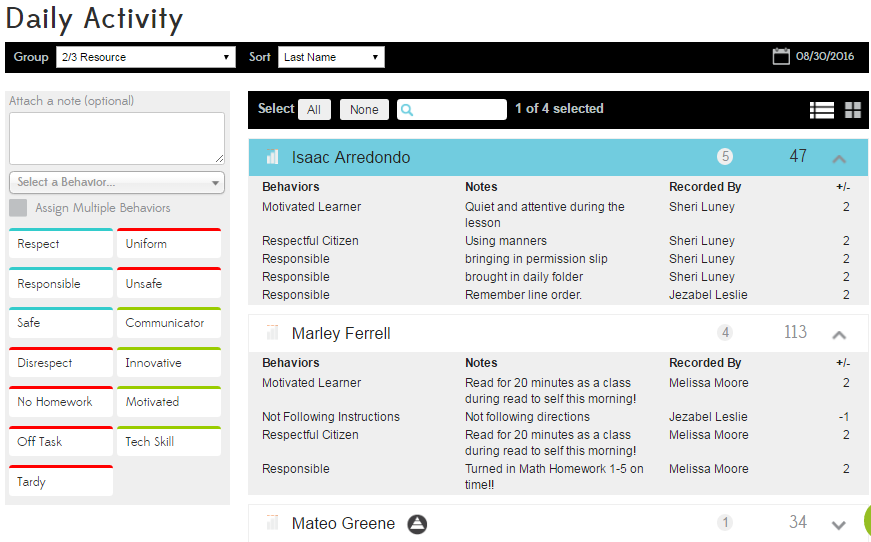 Daily Activity
Group 2/3 Resource Sort Last Name 08/30/2016
Attach a note (optional)
Select a Behavior...
Assign Multiple Behaviors
Respect Uniform
Responsible Unsafe
Safe Communicator
Disrespect Innovative
No Homework Motivated
Off Task Tech Skill
Tardy
Select All None 1 of 4 selected
Isaac Arredondo 5 47
Behaviors Notes Recorded By +/-
Motivated Learner Quiet and attentive during the Sheri Luney 2
lesson
Respectful Citizen Using manners Sheri Luney 2
Responsible bringing in permission slip Sheri Luney 2
Responsible brought in daily folder Sheri Luney 2
Responsible Remember line order. Jezabel Leslie 2
Marley Ferrell 4 113
Behaviors Notes Recorded By +/-
Motivated Learner Read for 20 minutes as a class Melissa Moore 2
during read to self this morning!
Not Following Instructions Not following directions Jezabel Leslie -1
Respectful Citizen Read for 20 minutes as a class Melissa Moore 2
during read to self this morning!
Responsible Turned in Math Homework 1-5 on Melissa Moore 2
time!!
Mateo Greene 1 34